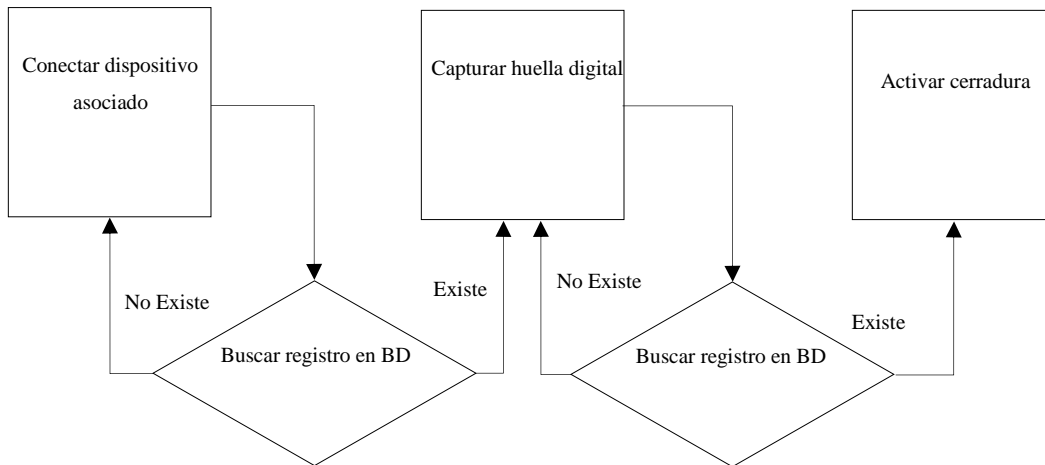 Conectar dispositivo
asociado
Capturar huella digital
Activar cerradura
No Existe
Existe
No Existe
Existe
Buscar registro en BD
Buscar registro en BD